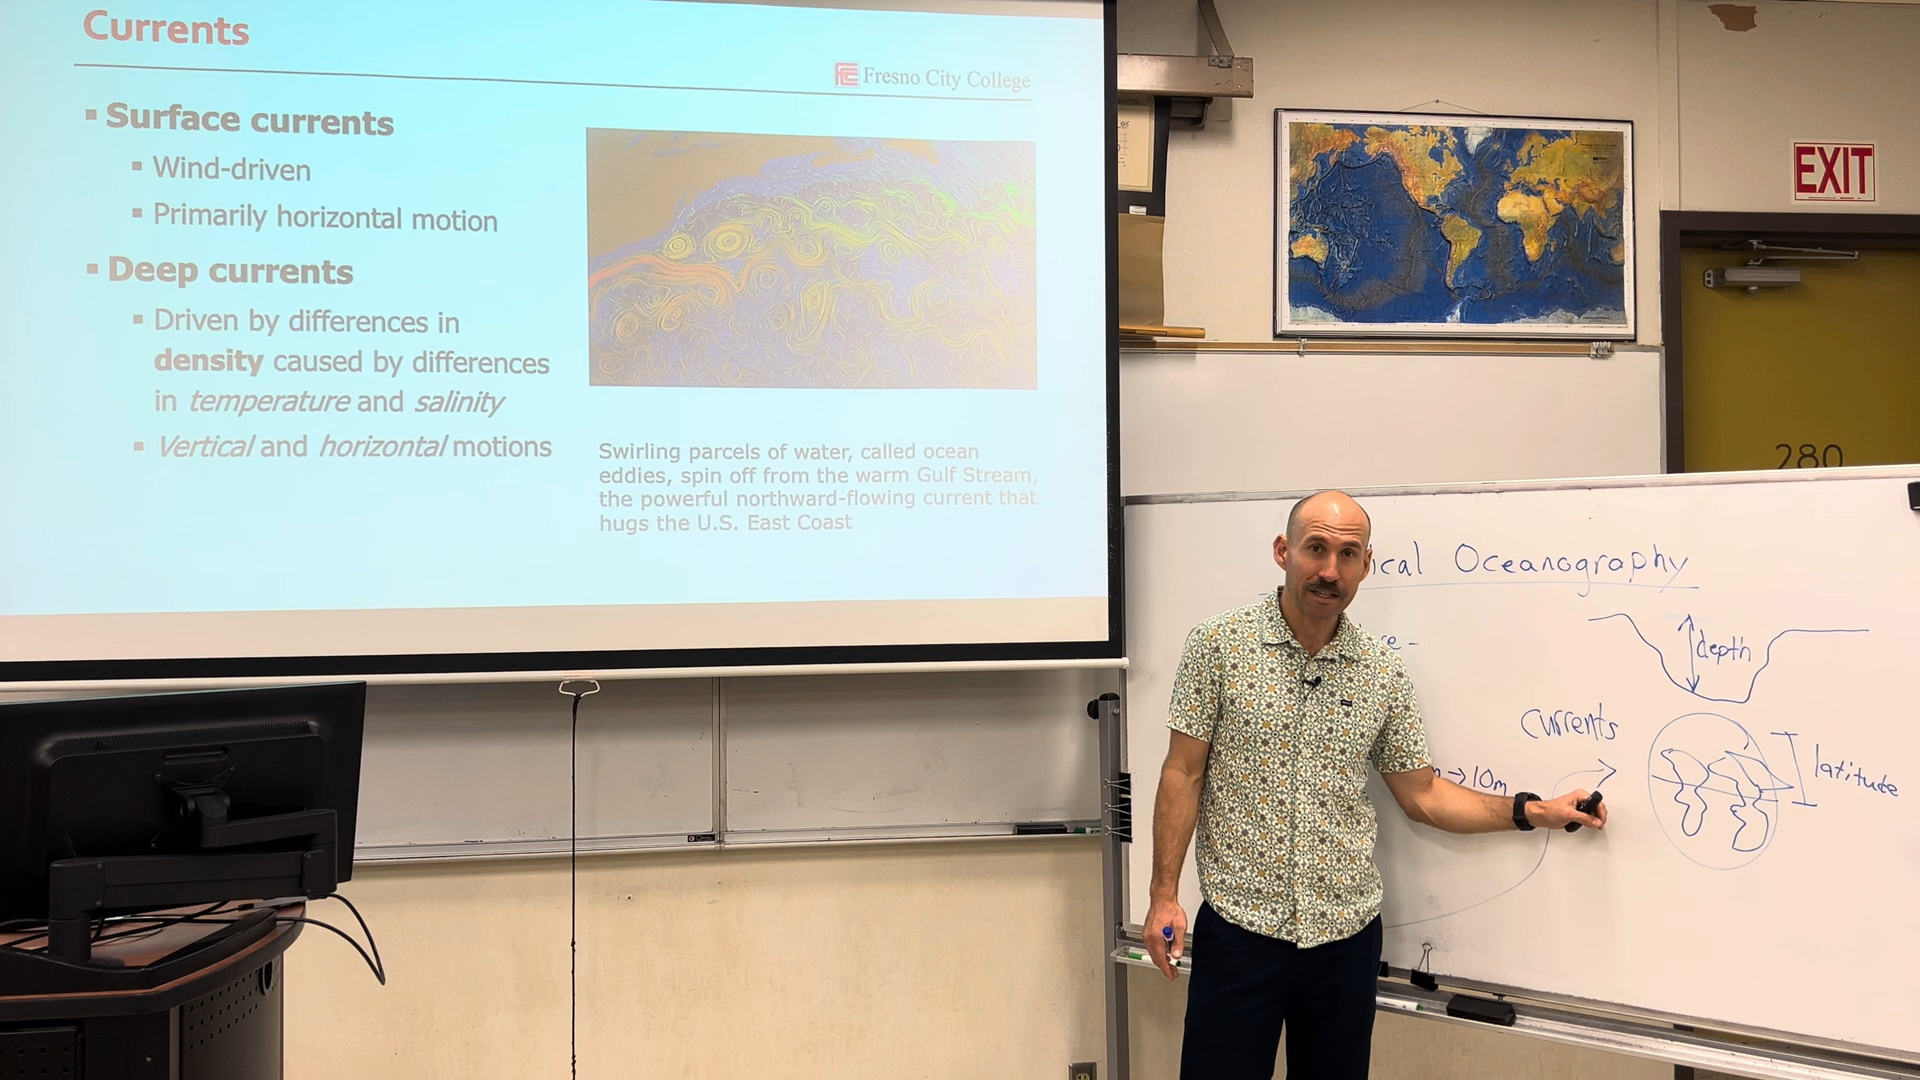 Currents
Fresno City College
▪ Surface currents
▪ Wind-driven
▪ Primarily horizontal motion
▪ Deep currents
▪ Driven by differences in
density caused by differences
in temperature and salinity
▪ Vertical and horizontal motions
Swirling parcels of water, called ocean
eddies, spin off from the warm Gulf Stream,
the powerful northward-flowing current that
hugs the U.S. East Coast
EXIT
280
ical Oceanography
depth
currents
→ 10m
latitude